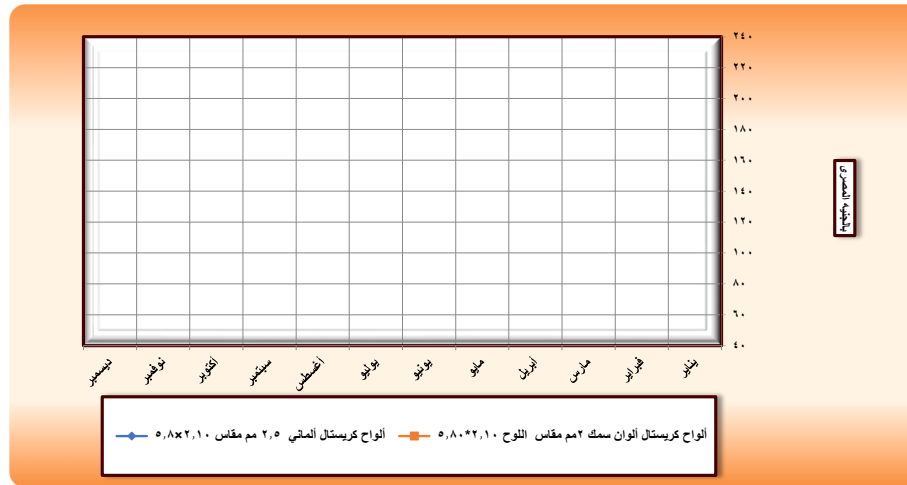 ٢٤٠
٢٢٠
٢٠٠
١٨٠
١٦٠
١٤٠
١٢٠
١٠٠
٨٠
٦٠
٤٠
بالجنيه المصرى
يناير
فبراير
مارس
أبريل
مايو
يونيو
يوليو
أغسطس
سبتمبر
أكتوبر
نوفمبر
ديسمبر
ألواح كريستال ألوان سمك ٢مم مقاس اللوح ٢,١٠*٥,٨٠
ألواح كريستال ألماني ٢,٥ مم مقاس ٢,١٠×٥,٨